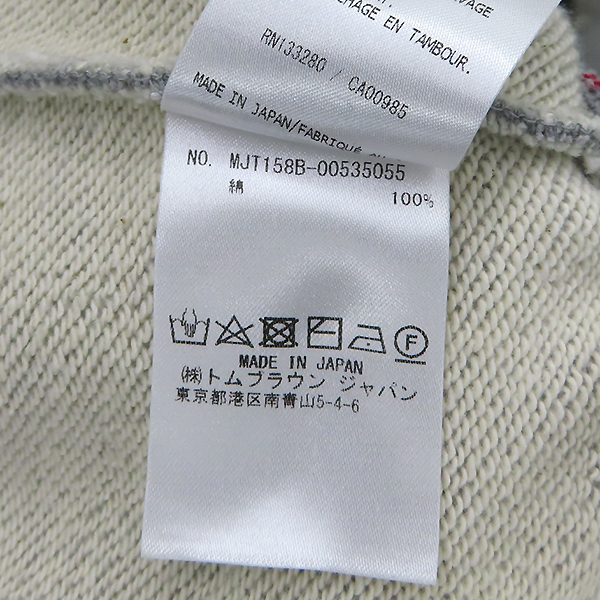 VAGE
CHAGE EN TAMBOUR.
RN133280 / CA00985
MADE IN JAPAN/FABRIQUÉ
NO. MJT158B-00535055
綿 100%
F
MADE IN JAPAN
㈱トムブラウン ジャパン
東京都港区南青山5-4-6